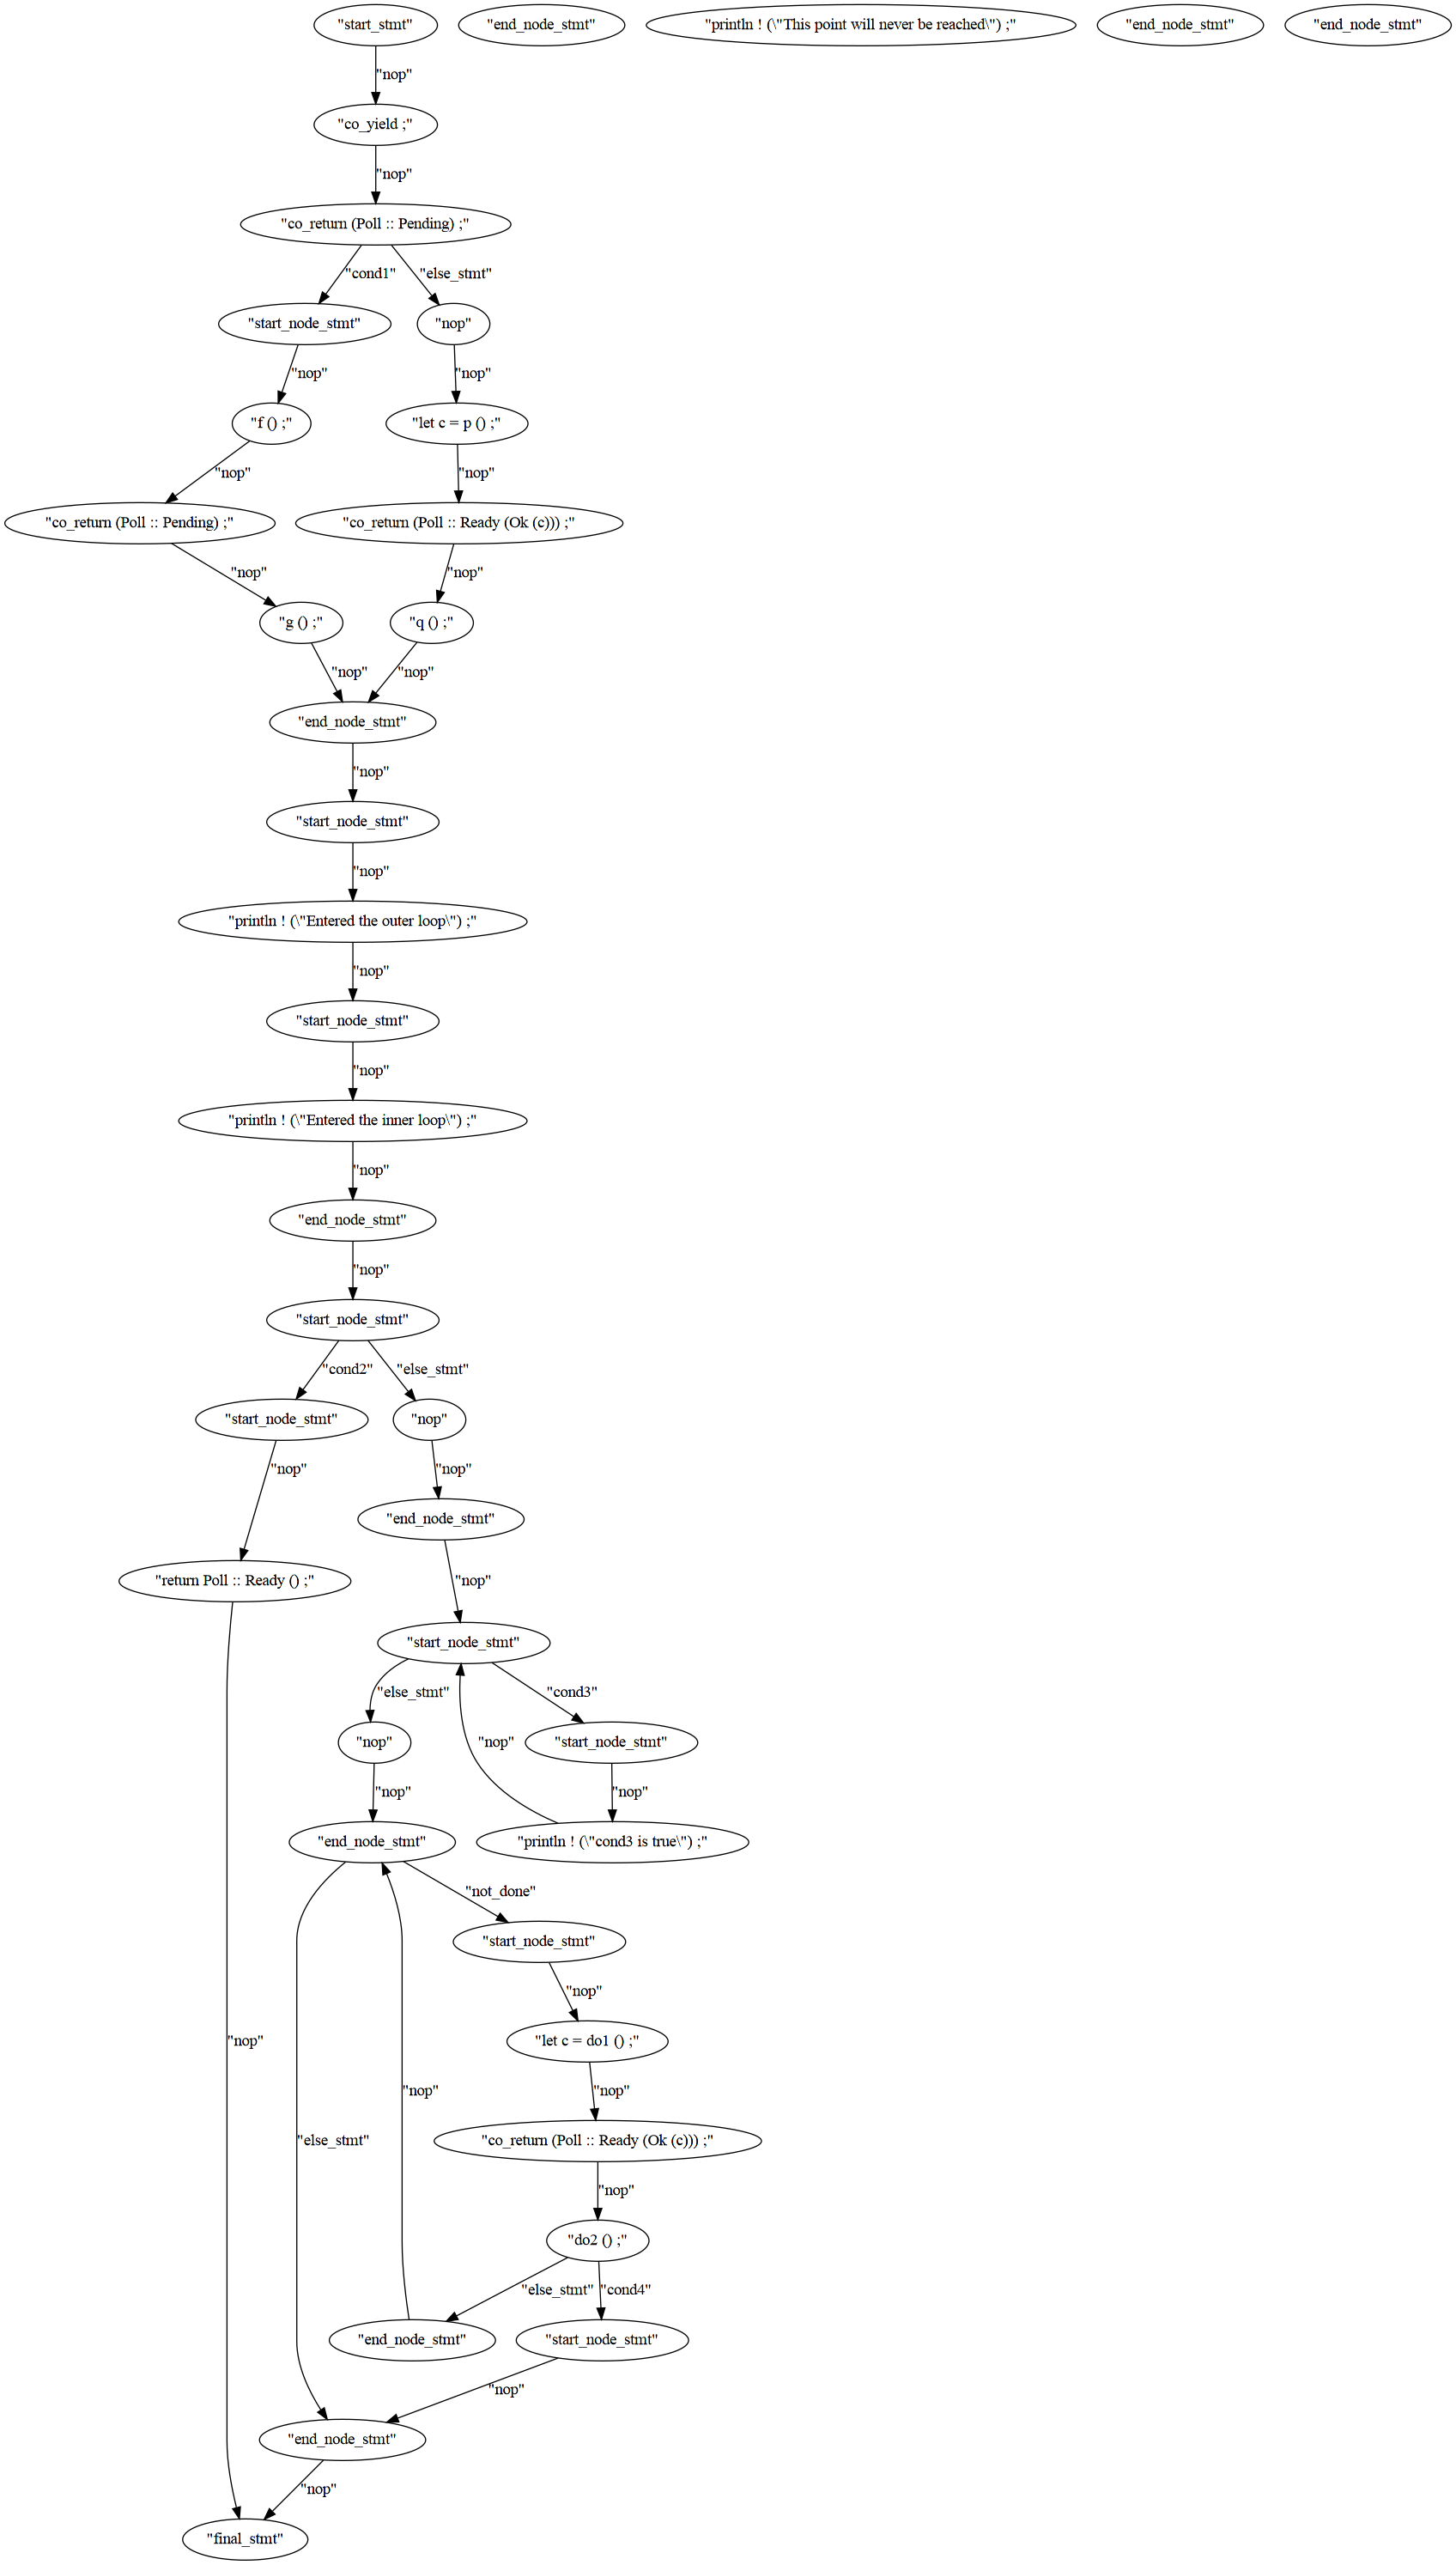 "start_stmt"
"end_node_stmt"
"println ! (\"This point will never be reached\") ;"
"end_node_stmt"
"end_node_stmt"
"nop"
"co_yield ;"
"nop"
"co_return (Poll :: Pending) ;"
"cond1"
"else_stmt"
"start_node_stmt"
"nop"
"nop"
"nop"
"f () ;"
"let c = p () ;"
"nop"
"nop"
"co_return (Poll :: Pending) ;"
"co_return (Poll :: Ready (Ok (c))) ;"
"nop"
"nop"
"g () ;"
"q () ;"
"nop"
"nop"
"end_node_stmt"
"nop"
"start_node_stmt"
"nop"
"println ! (\"Entered the outer loop\") ;"
"nop"
"start_node_stmt"
"nop"
"println ! (\"Entered the inner loop\") ;"
"nop"
"end_node_stmt"
"nop"
"start_node_stmt"
"cond2"
"else_stmt"
"start_node_stmt"
"nop"
"nop"
"nop"
"end_node_stmt"
"return Poll :: Ready () ;"
"nop"
"start_node_stmt"
"else_stmt"
"cond3"
"nop"
"nop"
"start_node_stmt"
"nop"
"nop"
"end_node_stmt"
"println ! (\"cond3 is true\") ;"
"not_done"
"start_node_stmt"
"nop"
"nop"
"let c = do1 () ;"
"nop"
"nop"
"else_stmt"
"co_return (Poll :: Ready (Ok (c))) ;"
"nop"
"do2 () ;"
"else_stmt"
"cond4"
"end_node_stmt"
"start_node_stmt"
"nop"
"end_node_stmt"
"nop"
"final_stmt"